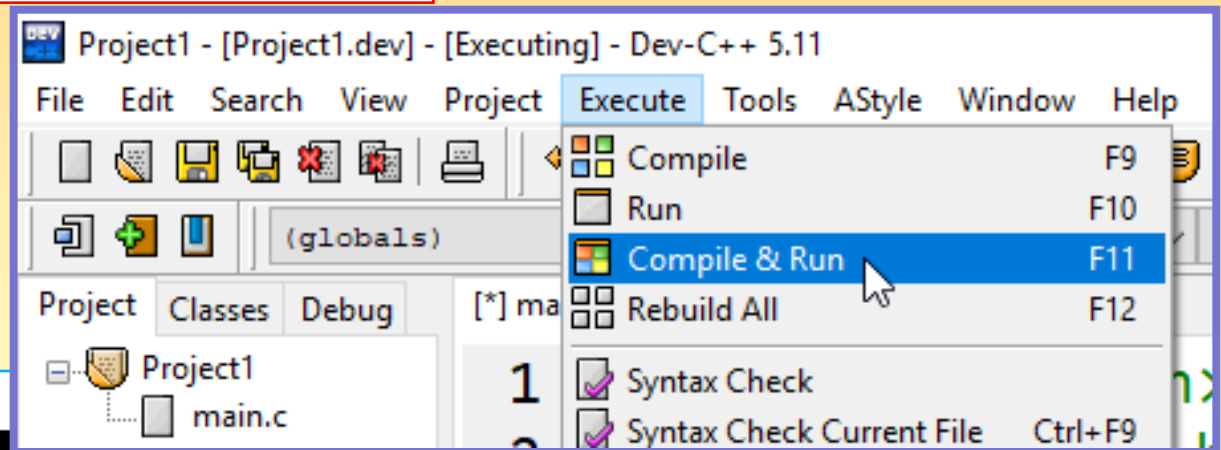 DEV C++ Project1 - [Project1.dev] - [Executing] - Dev-C++ 5.11
File Edit Search View Project Execute Tools AStyle Window Help
Compile F9
Run F10
(globals)
Compile & Run F11
Project Classes Debug [*] ma
Rebuild All F12
Project1
1 Syntax Check
main.c
Syntax Check Current File Ctrl+F9